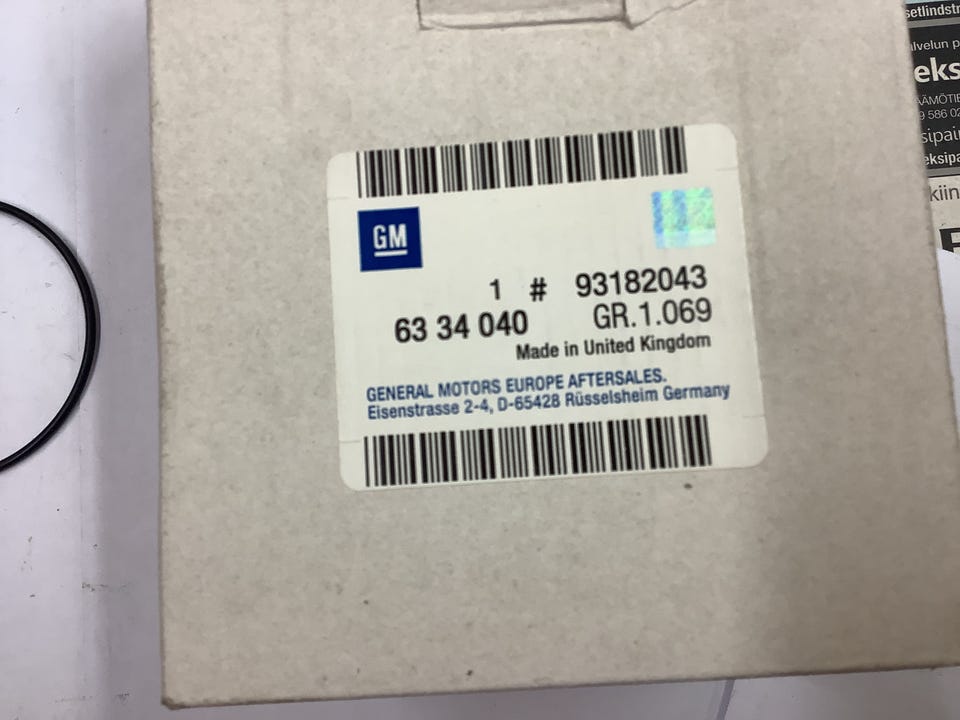 GM
1 # 93182043
63 34 040 GR.1.069
Made in United Kingdom
GENERAL MOTORS EUROPE AFTERSALES.
Eisenstrasse 2-4, D-65428 Rüsselsheim Germany